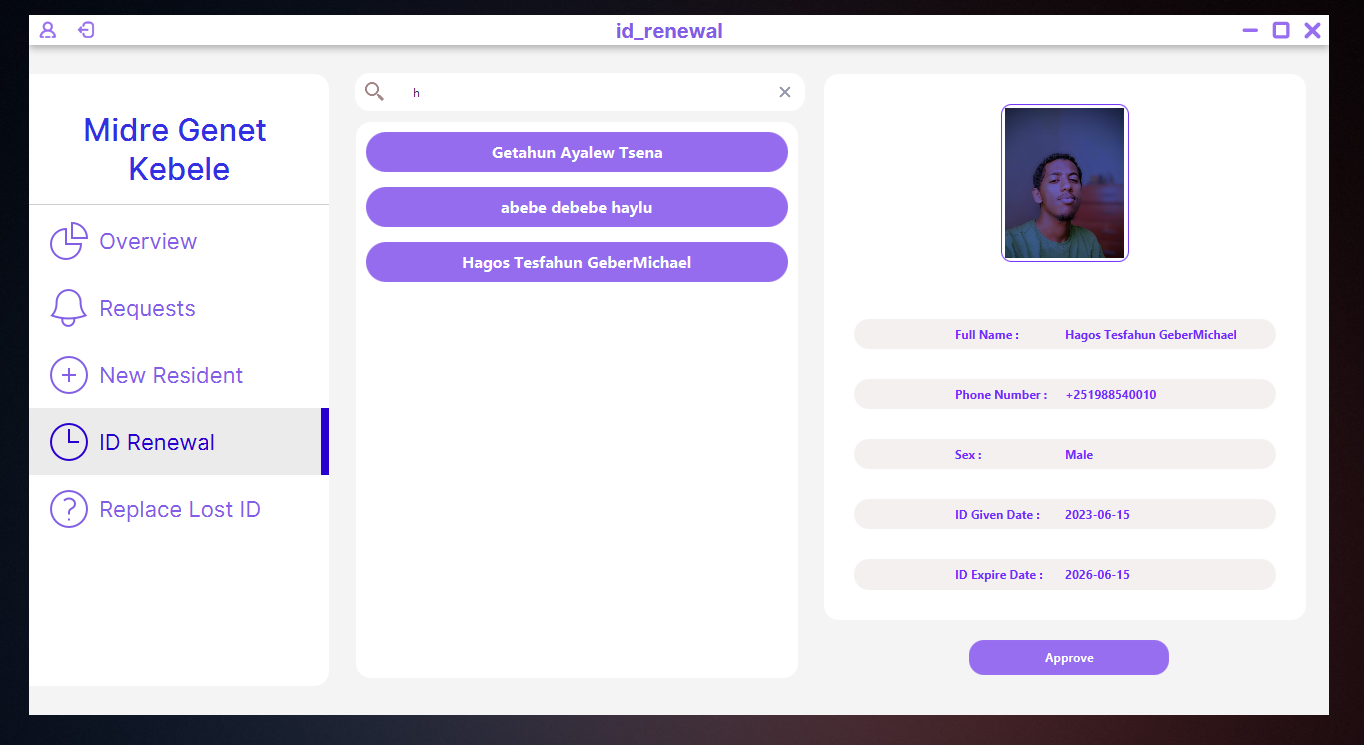 id_renewal
Midre Genet
Kebele
Overview
Requests
New Resident
ID Renewal
Replace Lost ID
h
Getahun Ayalew Tsena
abebe debebe haylu
Hagos Tesfahun GeberMichael
Full Name : Hagos Tesfahun GeberMichael
Phone Number : +251988540010
Sex : Male
ID Given Date : 2023-06-15
ID Expire Date : 2026-06-15
Approve